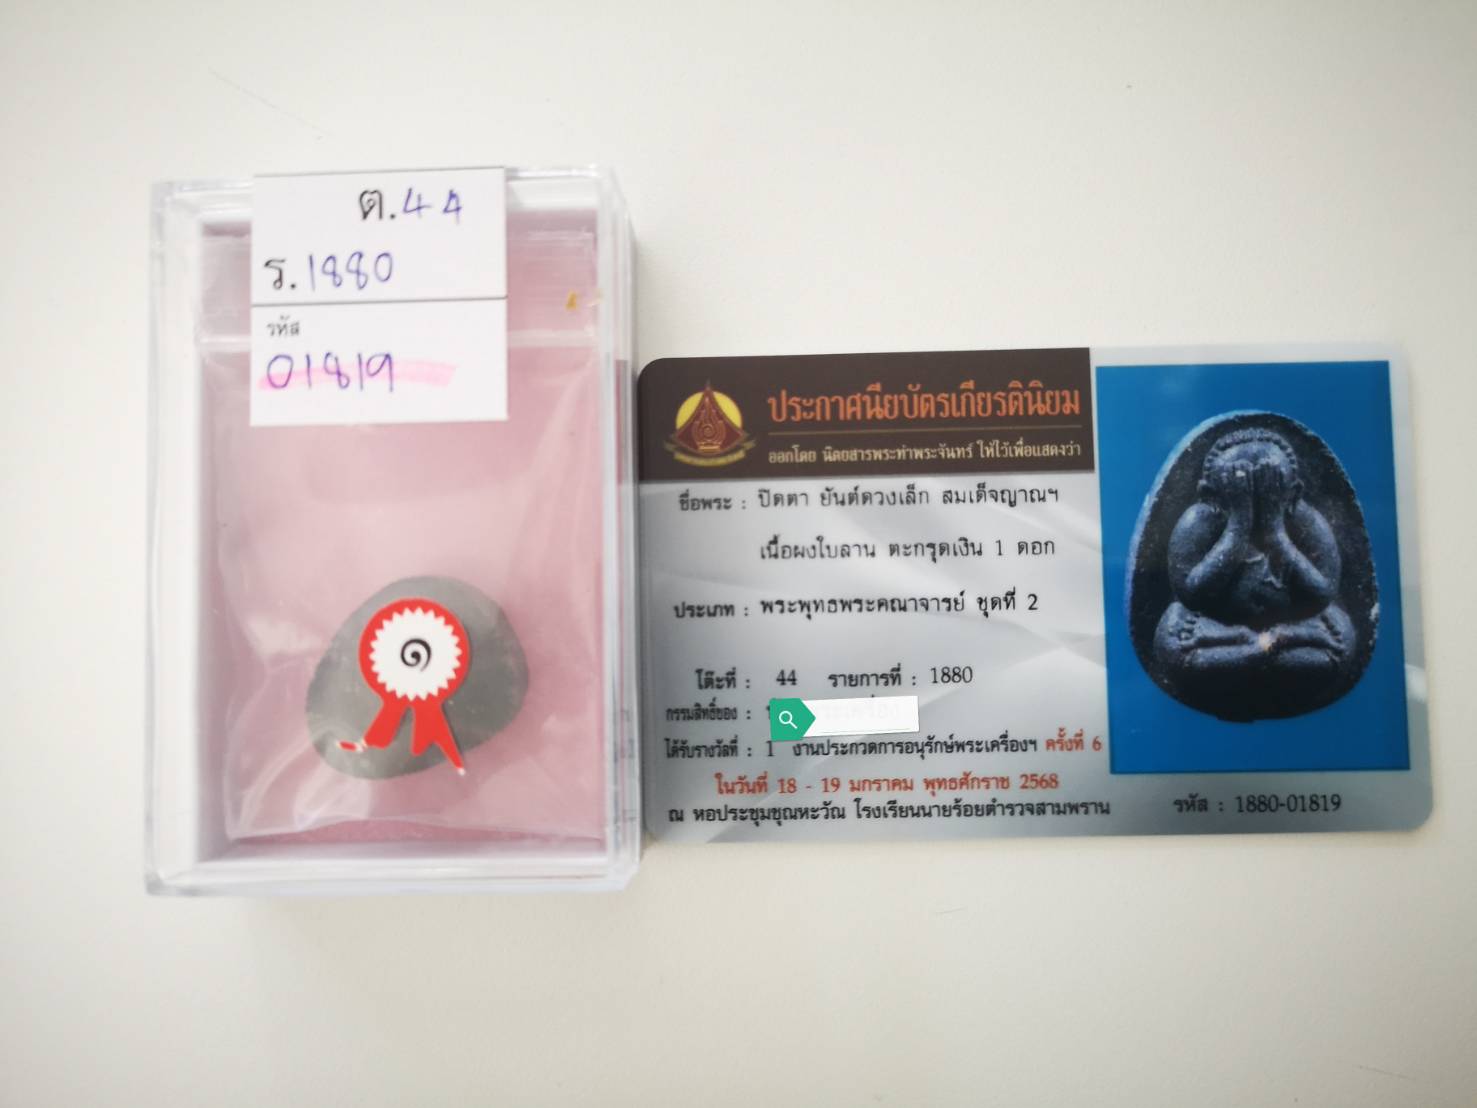 ต.44
ร.1880
รหัส
01819
๑
ประกาศนียบัตรเกียรตินิยม
ออกโดย นิตยสารพระท่าพระจันทร์ ให้ไว้เพื่อแสดงว่า
ชื่อพระ : ปิดตา ยันต์ดวงเล็ก สมเด็จญาณฯ
เนื้อผงใบลาน ตะกรุดเงิน 1 ดอก
ประเภท : พระพุทธพระคณาจารย์ ชุดที่ 2
โต๊ะที่ : 44 รายการที่ : 1880
กรรมสิทธิ์ของ :
ได้รับรางวัลที่ : 1 งานประกวดการอนุรักษ์พระเครื่องฯ ครั้งที่ 6
ในวันที่ 18 - 19 มกราคม พุทธศักราช 2568
ณ หอประชุมชุณหะวัณ โรงเรียนนายร้อยตำรวจสามพราน
รหัส : 1880-01819